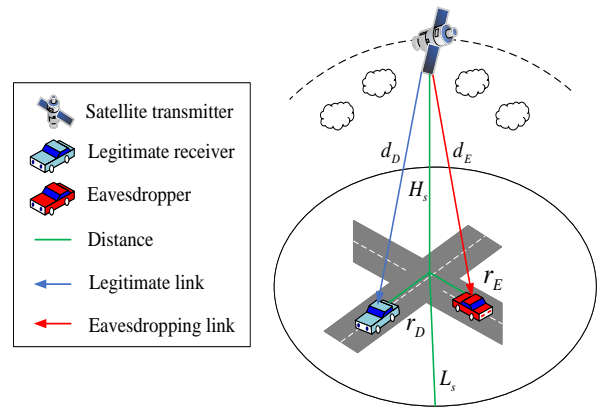 Satellite transmitter
Legitimate receiver
Eavesdropper
Distance
Legitimate link
Eavesdropping link
d_D
d_E
H_s
r_E
r_D
L_s